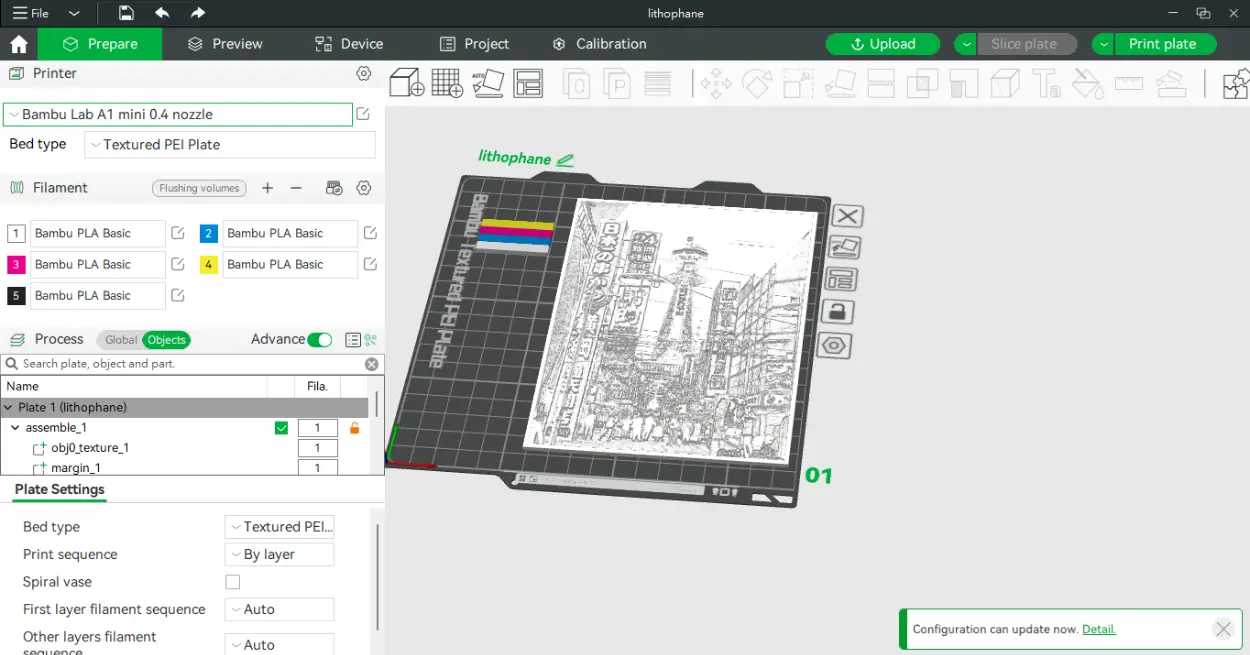 File
lithophane
Prepare
Preview
Device
Project
Calibration
Upload
Slice plate
Print plate
Printer
Bambu Lab A1 mini 0.4 nozzle
Bed type
Textured PEI Plate
Filament
Flushing volumes
1 Bambu PLA Basic
2 Bambu PLA Basic
3 Bambu PLA Basic
4 Bambu PLA Basic
5 Bambu PLA Basic
Process
Global
Objects
Advance
Search plate, object and part.
Name Fila.
Plate 1 (lithophane)
assemble_1 1
obj0_texture_1 1
margin_1 1
Plate Settings
Bed type Textured PEI...
Print sequence By layer
Spiral vase
First layer filament sequence Auto
Other layers filament
sequence Auto
lithophane
AUTO
Bambu Textured PEI Plate
01
Configuration can update now. Detail.